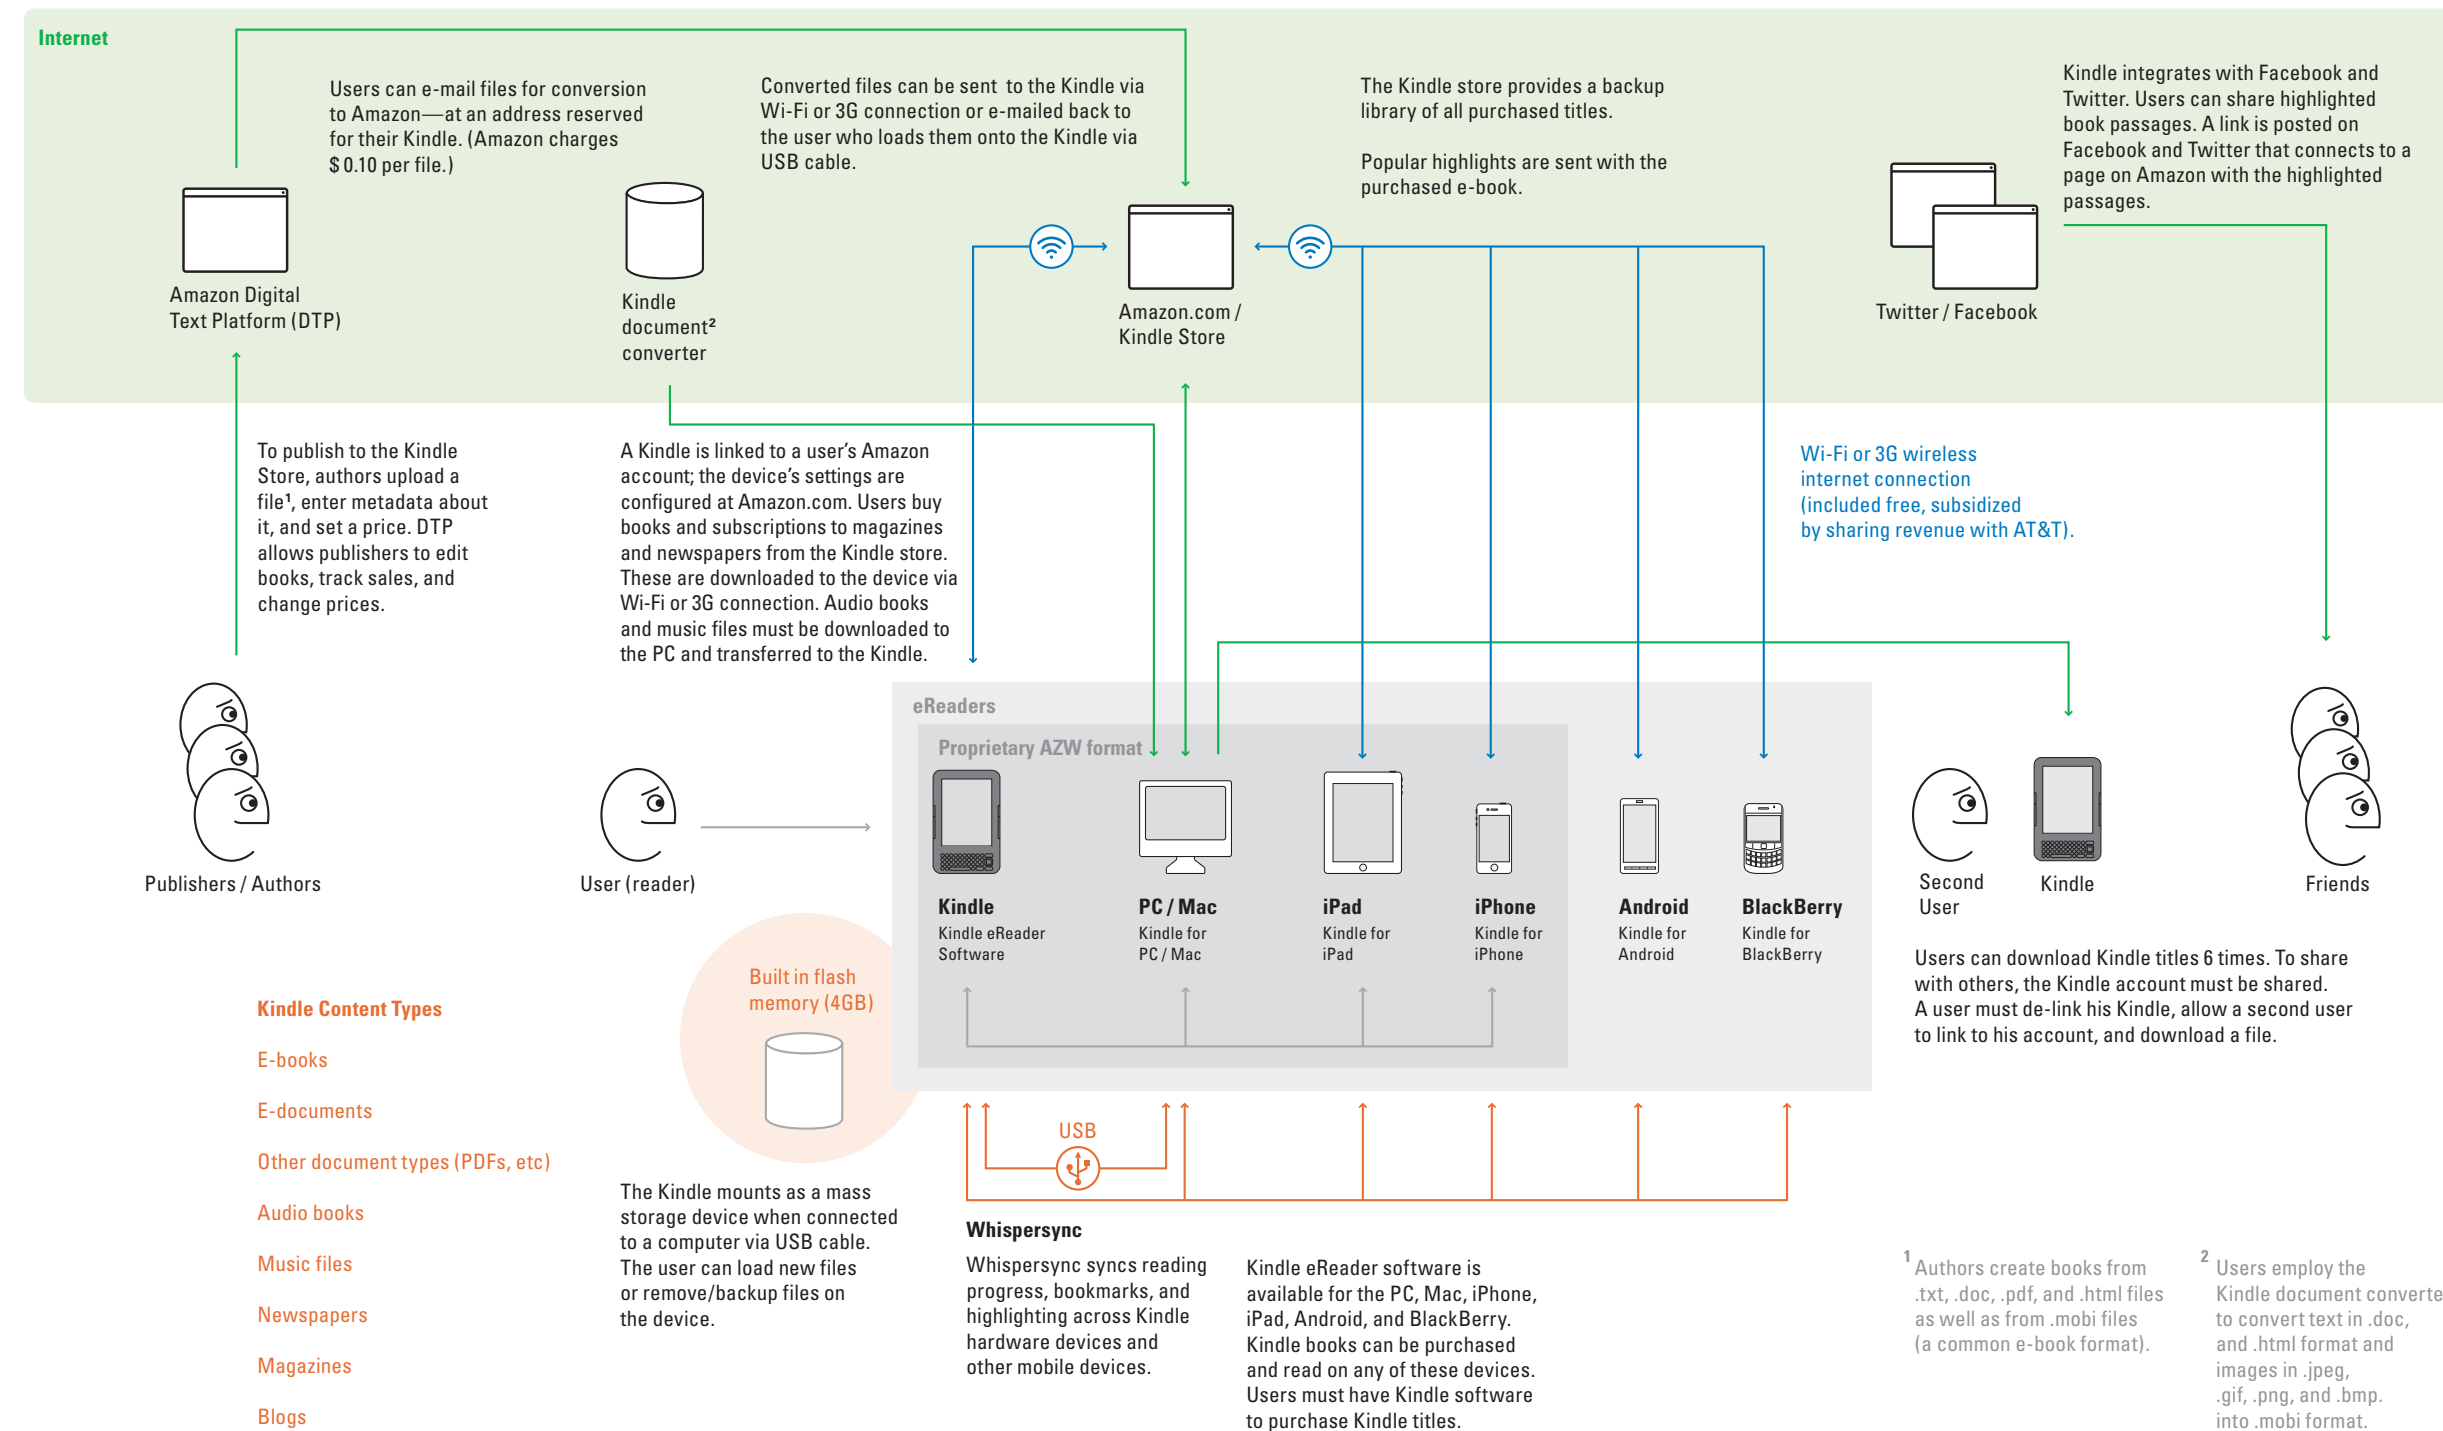 Internet
Users can e-mail files for conversion
to Amazon—at an address reserved
for their Kindle. (Amazon charges
$ 0.10 per file.)
Converted files can be sent to the Kindle via
Wi-Fi or 3G connection or e-mailed back to
the user who loads them onto the Kindle via
USB cable.
The Kindle store provides a backup
library of all purchased titles.
Popular highlights are sent with the
purchased e-book.
Kindle integrates with Facebook and
Twitter. Users can share highlighted
book passages. A link is posted on
Facebook and Twitter that connects to a
page on Amazon with the highlighted
passages.
Amazon Digital
Text Platform (DTP)
Kindle
document²
converter
Amazon.com /
Kindle Store
Twitter / Facebook
To publish to the Kindle
Store, authors upload a
file¹, enter metadata about
it, and set a price. DTP
allows publishers to edit
books, track sales, and
change prices.
A Kindle is linked to a user’s Amazon
account; the device’s settings are
configured at Amazon.com. Users buy
books and subscriptions to magazines
and newspapers from the Kindle store.
These are downloaded to the device via
Wi-Fi or 3G connection. Audio books
and music files must be downloaded to
the PC and transferred to the Kindle.
Wi-Fi or 3G wireless
internet connection
(included free, subsidized
by sharing revenue with AT&T).
eReaders
Proprietary AZW format
Publishers / Authors
User (reader)
Kindle
Kindle eReader
Software
PC / Mac
Kindle for
PC / Mac
iPad
Kindle for
iPad
iPhone
Kindle for
iPhone
Android
Kindle for
Android
BlackBerry
Kindle for
BlackBerry
Second
User
Kindle
Friends
Users can download Kindle titles 6 times. To share
with others, the Kindle account must be shared.
A user must de-link his Kindle, allow a second user
to link to his account, and download a file.
Built in flash
memory (4GB)
Kindle Content Types
E-books
E-documents
Other document types (PDFs, etc)
Audio books
Music files
Newspapers
Magazines
Blogs
USB
The Kindle mounts as a mass
storage device when connected
to a computer via USB cable.
The user can load new files
or remove/backup files on
the device.
Whispersync
Whispersync syncs reading
progress, bookmarks, and
highlighting across Kindle
hardware devices and
other mobile devices.
Kindle eReader software is
available for the PC, Mac, iPhone,
iPad, Android, and BlackBerry.
Kindle books can be purchased
and read on any of these devices.
Users must have Kindle software
to purchase Kindle titles.
¹ Authors create books from
.txt, .doc, .pdf, and .html files
as well as from .mobi files
(a common e-book format).
² Users employ the
Kindle document converte
to convert text in .doc,
and .html format and
images in .jpeg,
.gif, .png, and .bmp.
into .mobi format.